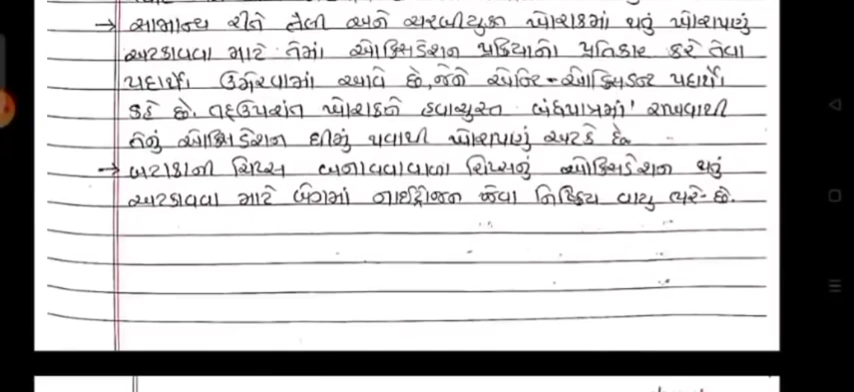 → સામાન્ય રીતે તેલી અને ચરબીયુક્ત ખોરાકમાં થતું ખોરાપણું
અટકાવવા માટે તેમાં ઓક્સિડેશન પ્રક્રિયાનો પ્રતિકાર કરે તેવા
પદાર્થો ઉમેરવામાં આવે છે, જેને એન્ટિ-ઓક્સિડન્ટ પદાર્થો
કહે છે. તદ્ઉપરાંત ખોરાકને હવાચુસ્ત બંધપાત્રમાં રાખવાથી
તેનું ઓક્સિડેશન ધીમું થવાથી ખોરાપણું અટકે છે.
→ બટાકાની ચિપ્સ બનાવવાવાળા ચિપ્સનું ઓક્સિડેશન થતું
અટકાવવા માટે બેગમાં નાઈટ્રોજન જેવા નિષ્ક્રિય વાયુ ભરે છે.